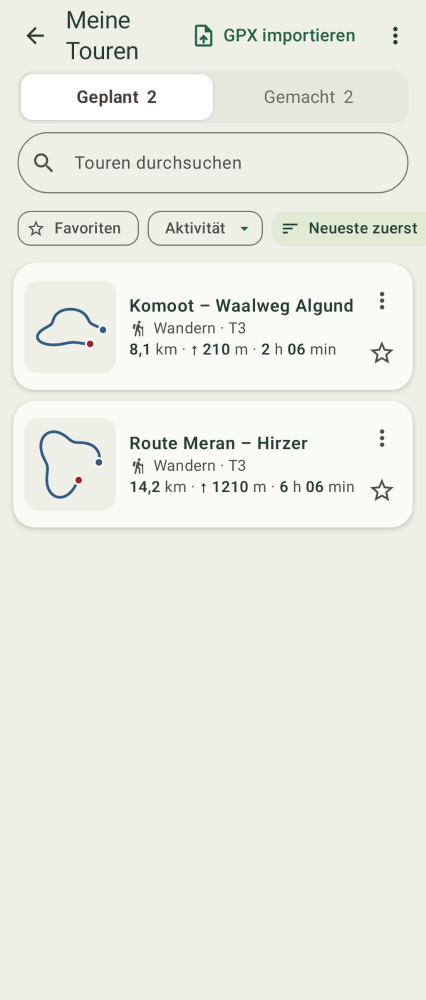 Meine
Touren
GPX importieren
Geplant 2
Gemacht 2
Touren durchsuchen
Favoriten
Aktivität
Neueste zuerst
Komoot – Waalweg Algund
Wandern · T3
8,1 km · ↑ 210 m · 2 h 06 min
Route Meran – Hirzer
Wandern · T3
14,2 km · ↑ 1210 m · 6 h 06 min